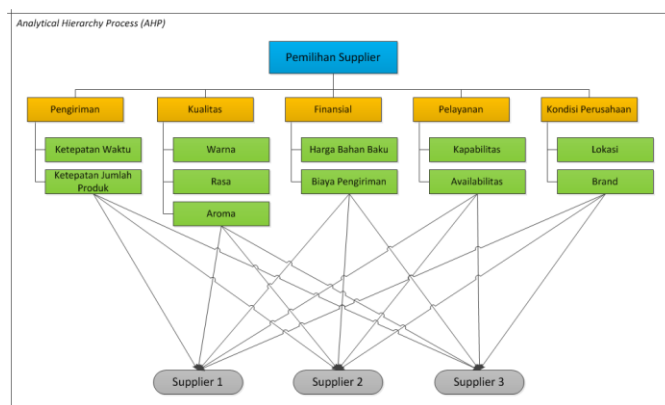 Analytical Hierarchy Process (AHP)
Pemilihan Supplier
Pengiriman
Kualitas
Finansial
Pelayanan
Kondisi Perusahaan
Ketepatan Waktu
Warna
Harga Bahan Baku
Kapabilitas
Lokasi
Ketepatan Jumlah
Produk
Rasa
Biaya Pengiriman
Availabilitas
Brand
Aroma
Supplier 1
Supplier 2
Supplier 3